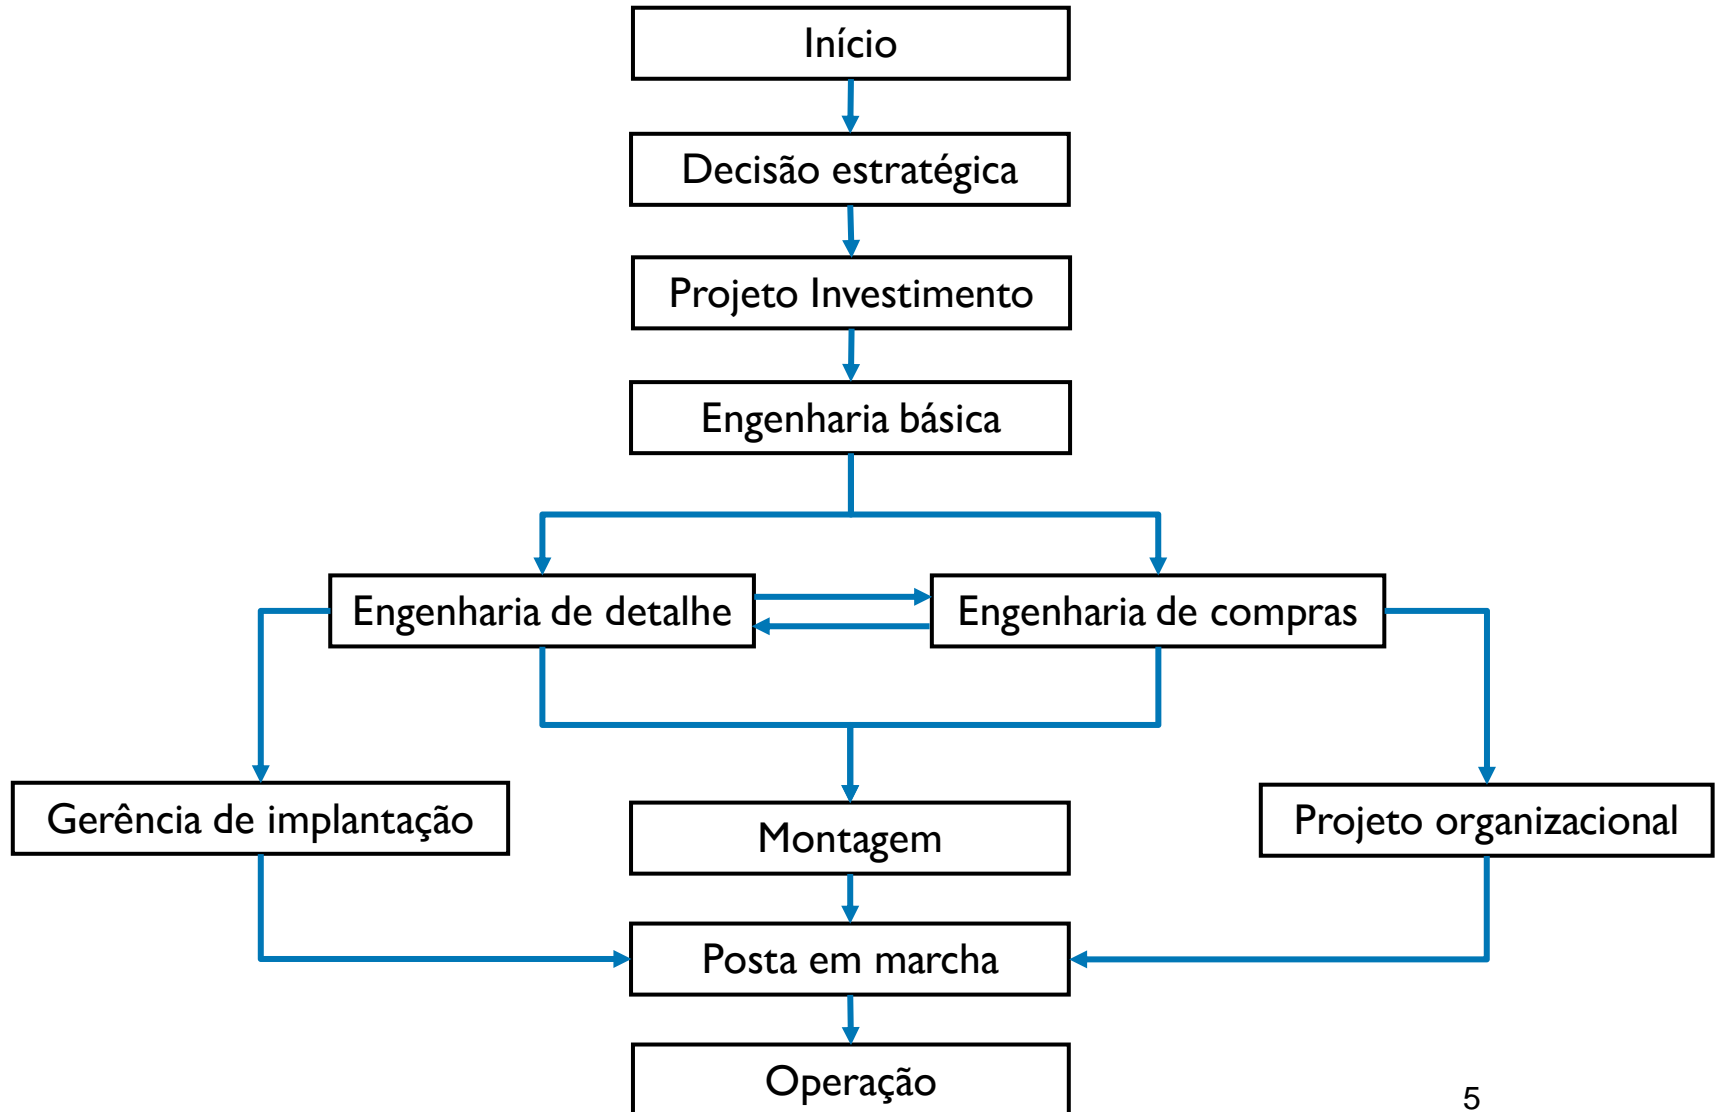 Início
Decisão estratégica
Projeto Investimento
Engenharia básica
Engenharia de detalhe
Engenharia de compras
Gerência de implantação
Montagem
Projeto organizacional
Posta em marcha
Operação
5